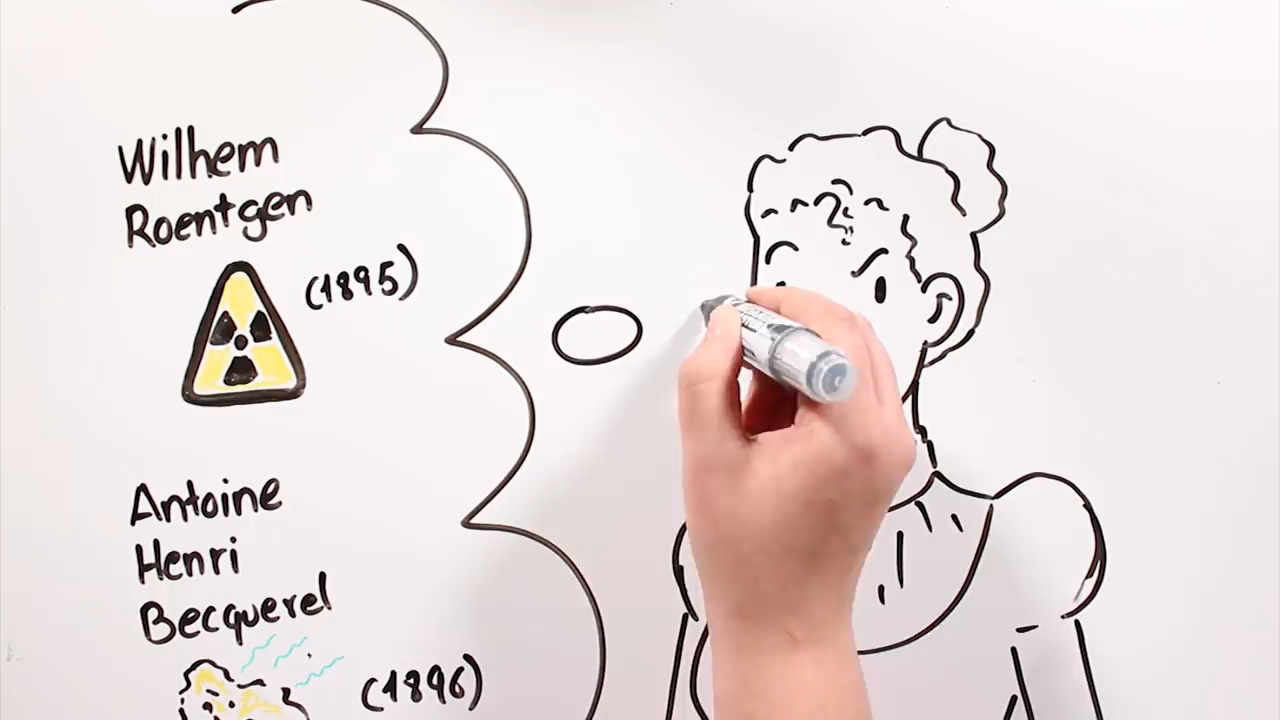 Wilhem
Roentgen
(1895)
Antoine
Henri
Becquerel
(1896)